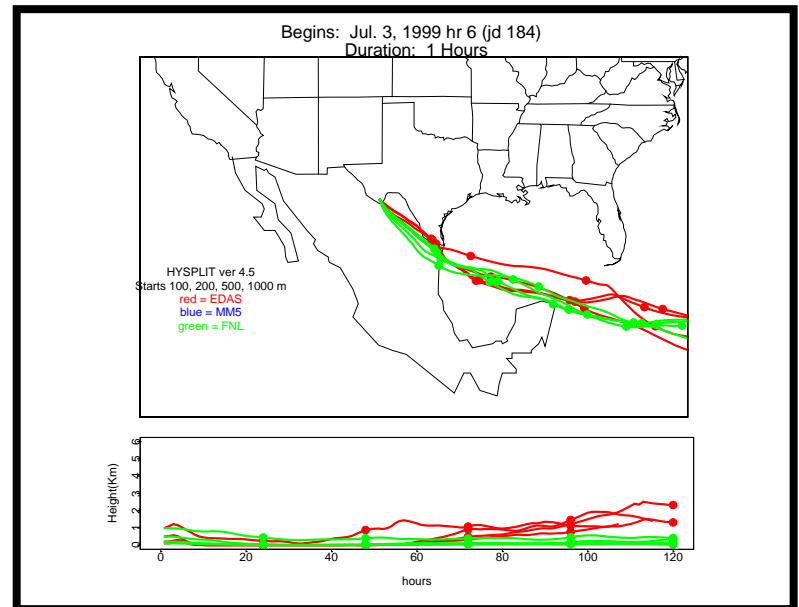 Begins:  Jul. 3, 1999 hr 6 (jd 184)
Duration:  1 Hours
HYSPLIT ver 4.5
Starts 100, 200, 500, 1000 m
red = EDAS
blue = MM5
green = FNL
Height(Km)
6
5
4
3
2
1
0
0 20 40 60 80 100 120
hours